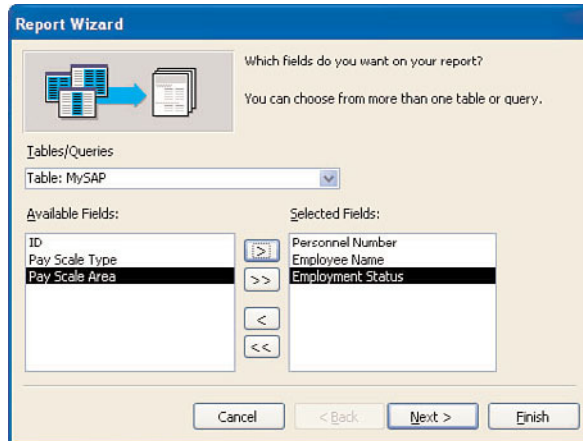 Report Wizard
Which fields do you want on your report?
You can choose from more than one table or query.
Tables/Queries
Table: MySAP
Available Fields:
Selected Fields:
ID
Pay Scale Type
Pay Scale Area
>
>>
<
<<
Personnel Number
Employee Name
Employment Status
Cancel
< Back
Next >
Finish